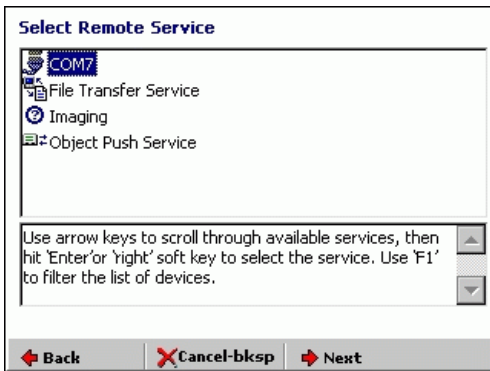 Select Remote Service
COM7
File Transfer Service
Imaging
Object Push Service
Use arrow keys to scroll through available services, then
hit 'Enter'or 'right' soft key to select the service. Use 'F1'
to filter the list of devices.
Back
Cancel-bksp
Next